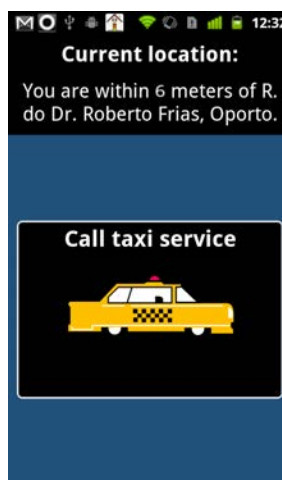 12:32
Current location:
You are within 6 meters of R.
do Dr. Roberto Frias, Oporto.
Call taxi service